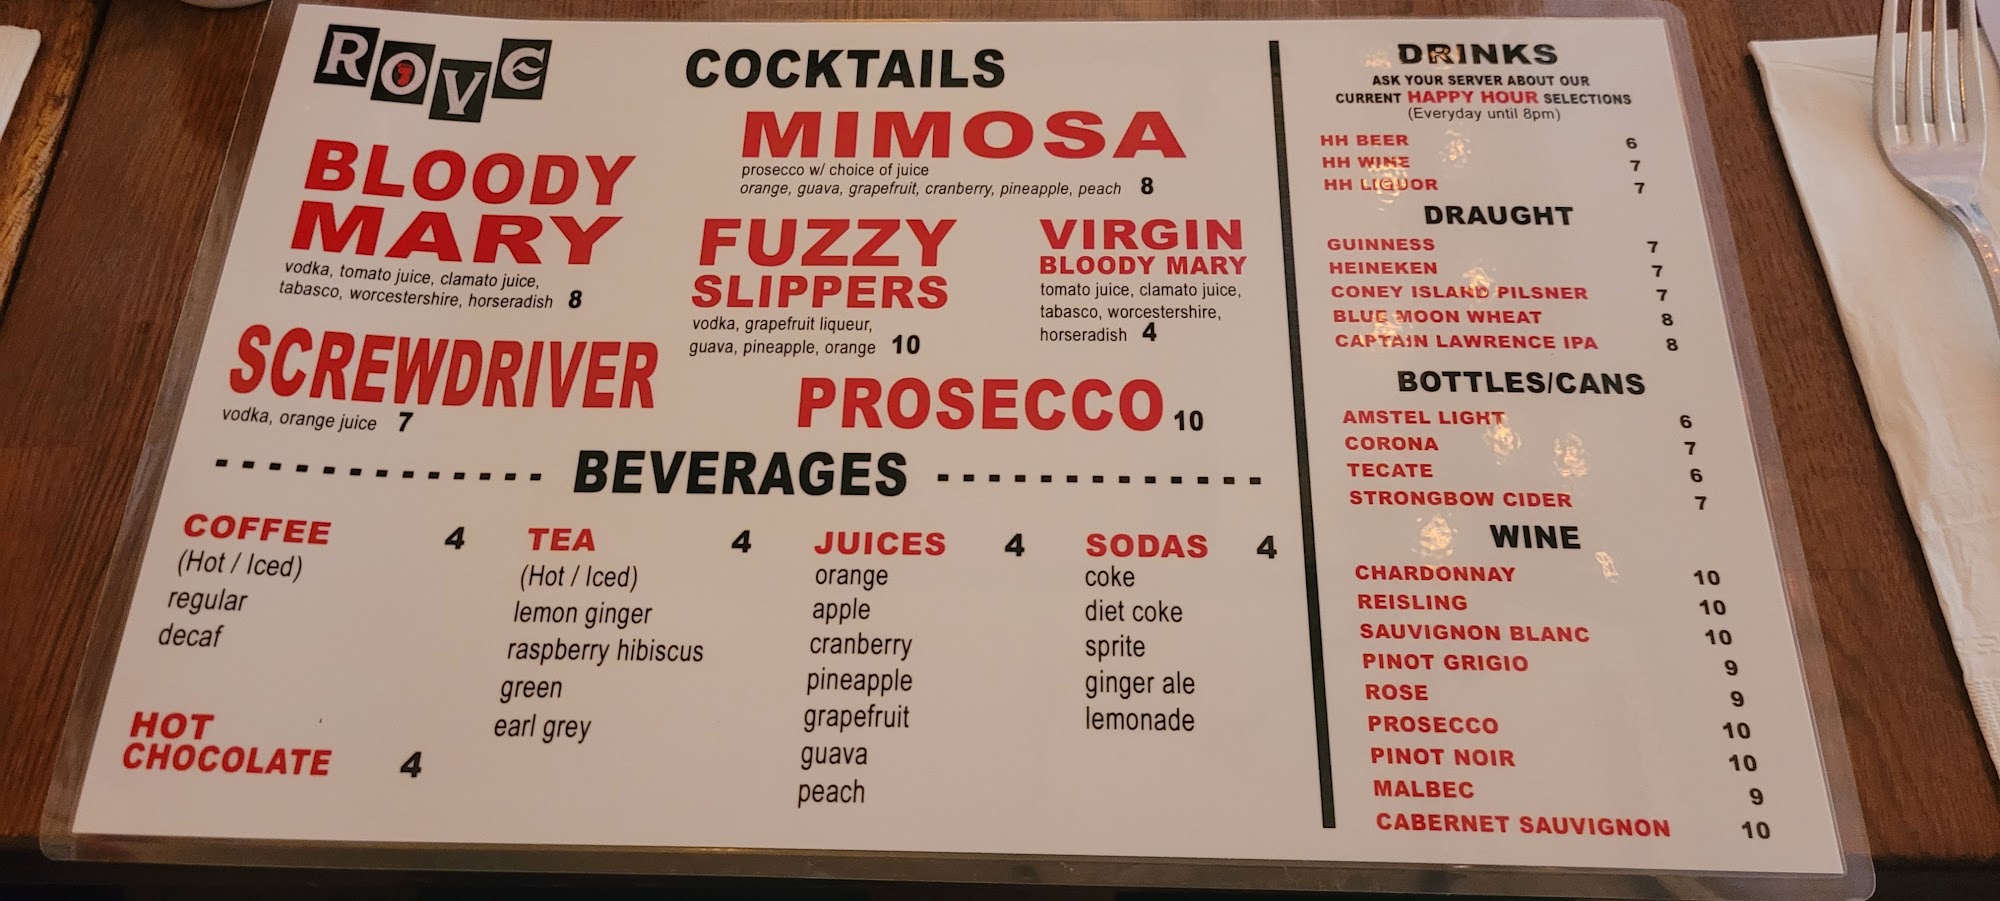 ROVE
COCKTAILS
BLOODY
MARY
vodka, tomato juice, clamato juice,
tabasco, worcestershire, horseradish 8
MIMOSA
prosecco w/ choice of juice
orange, guava, grapefruit, cranberry, pineapple, peach 8
FUZZY
SLIPPERS
vodka, grapefruit liqueur,
guava, pineapple, orange 10
VIRGIN
BLOODY MARY
tomato juice, clamato juice,
tabasco, worcestershire,
horseradish 4
SCREWDRIVER
vodka, orange juice 7
PROSECCO 10
BEVERAGES
COFFEE 4
(Hot / Iced)
regular
decaf
HOT
CHOCOLATE 4
TEA 4
(Hot / Iced)
lemon ginger
raspberry hibiscus
green
earl grey
JUICES 4
orange
apple
cranberry
pineapple
grapefruit
guava
peach
SODAS 4
coke
diet coke
sprite
ginger ale
lemonade
DRINKS
ASK YOUR SERVER ABOUT OUR
CURRENT HAPPY HOUR SELECTIONS
(Everyday until 8pm)
HH BEER 6
HH WINE 7
HH LIQUOR 7
DRAUGHT
GUINNESS 7
HEINEKEN 7
CONEY ISLAND PILSNER 7
BLUE MOON WHEAT 8
CAPTAIN LAWRENCE IPA 8
BOTTLES/CANS
AMSTEL LIGHT 6
CORONA 7
TECATE 6
STRONGBOW CIDER 7
WINE
CHARDONNAY 10
REISLING 10
SAUVIGNON BLANC 10
PINOT GRIGIO 9
ROSE 9
PROSECCO 10
PINOT NOIR 10
MALBEC 9
CABERNET SAUVIGNON 10